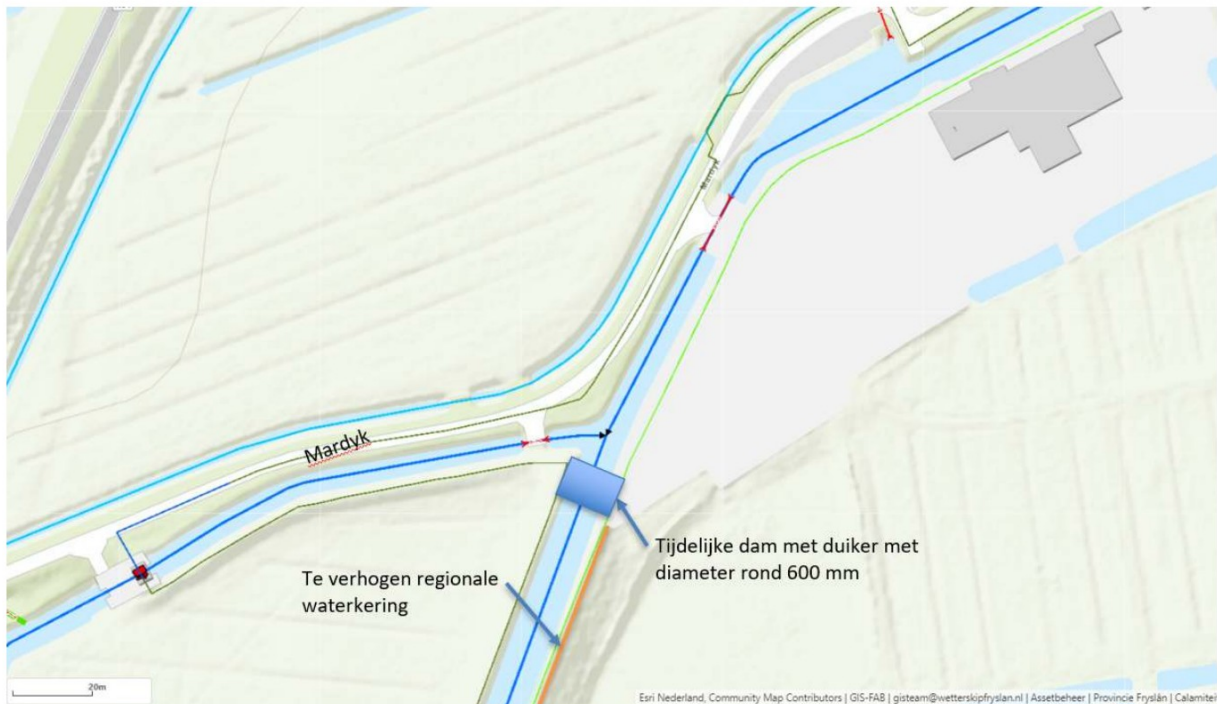 Mardyk
Mardyk
Te verhogen regionale
waterkering
Tijdelijke dam met duiker met
diameter rond 600 mm
20m
Esri Nederland, Community Map Contributors | GIS-FAB | gisteam@wetterskipfryslan.nl | Assetbeheer | Provincie Fryslân | Calamitei